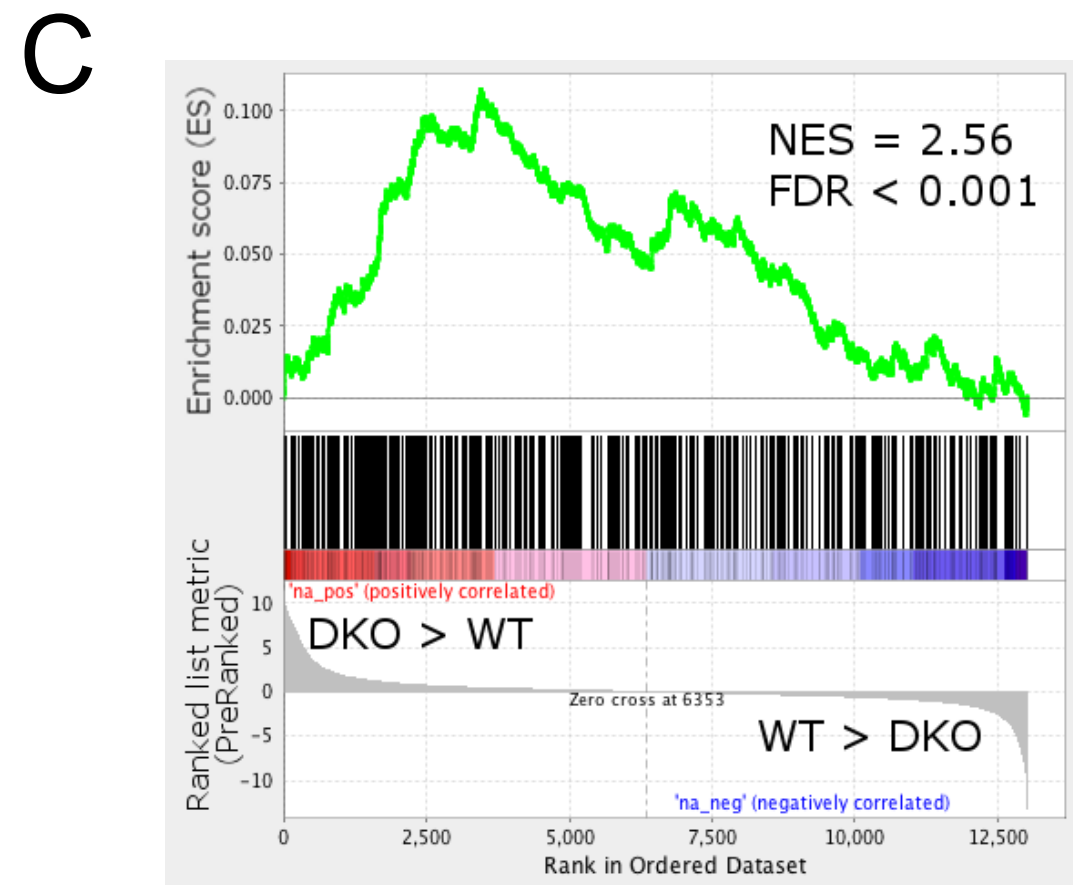 C
Enrichment score (ES)
0.100
0.075
0.050
0.025
0.000
NES = 2.56
FDR < 0.001
Ranked list metric
(PreRanked)
'na_pos' (positively correlated)
10
5
0
-5
-10
DKO > WT
Zero cross at 6353
WT > DKO
'na_neg' (negatively correlated)
0 2,500 5,000 7,500 10,000 12,500
Rank in Ordered Dataset